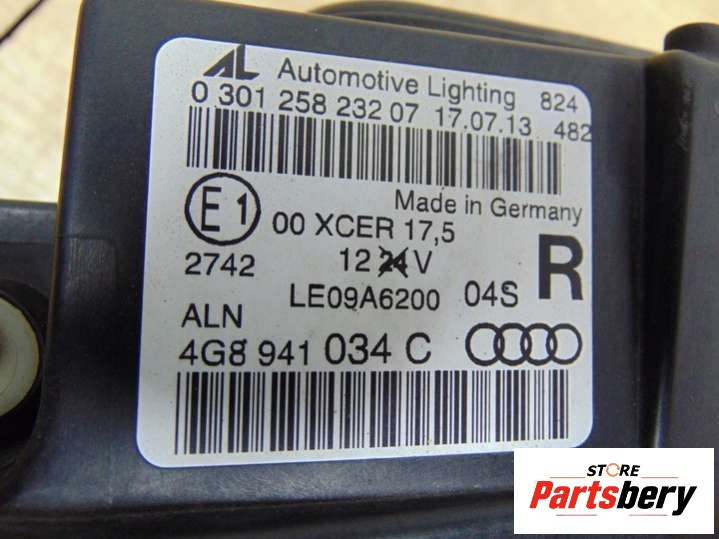 AL Automotive Lighting 824
0 301 258 232 07 17.07.13 482
Made in Germany
E1 00 XCER 17,5
2742 12 24 V R
LE09A6200 04S
ALN
4G8 941 034 C
STORE
Partsbery